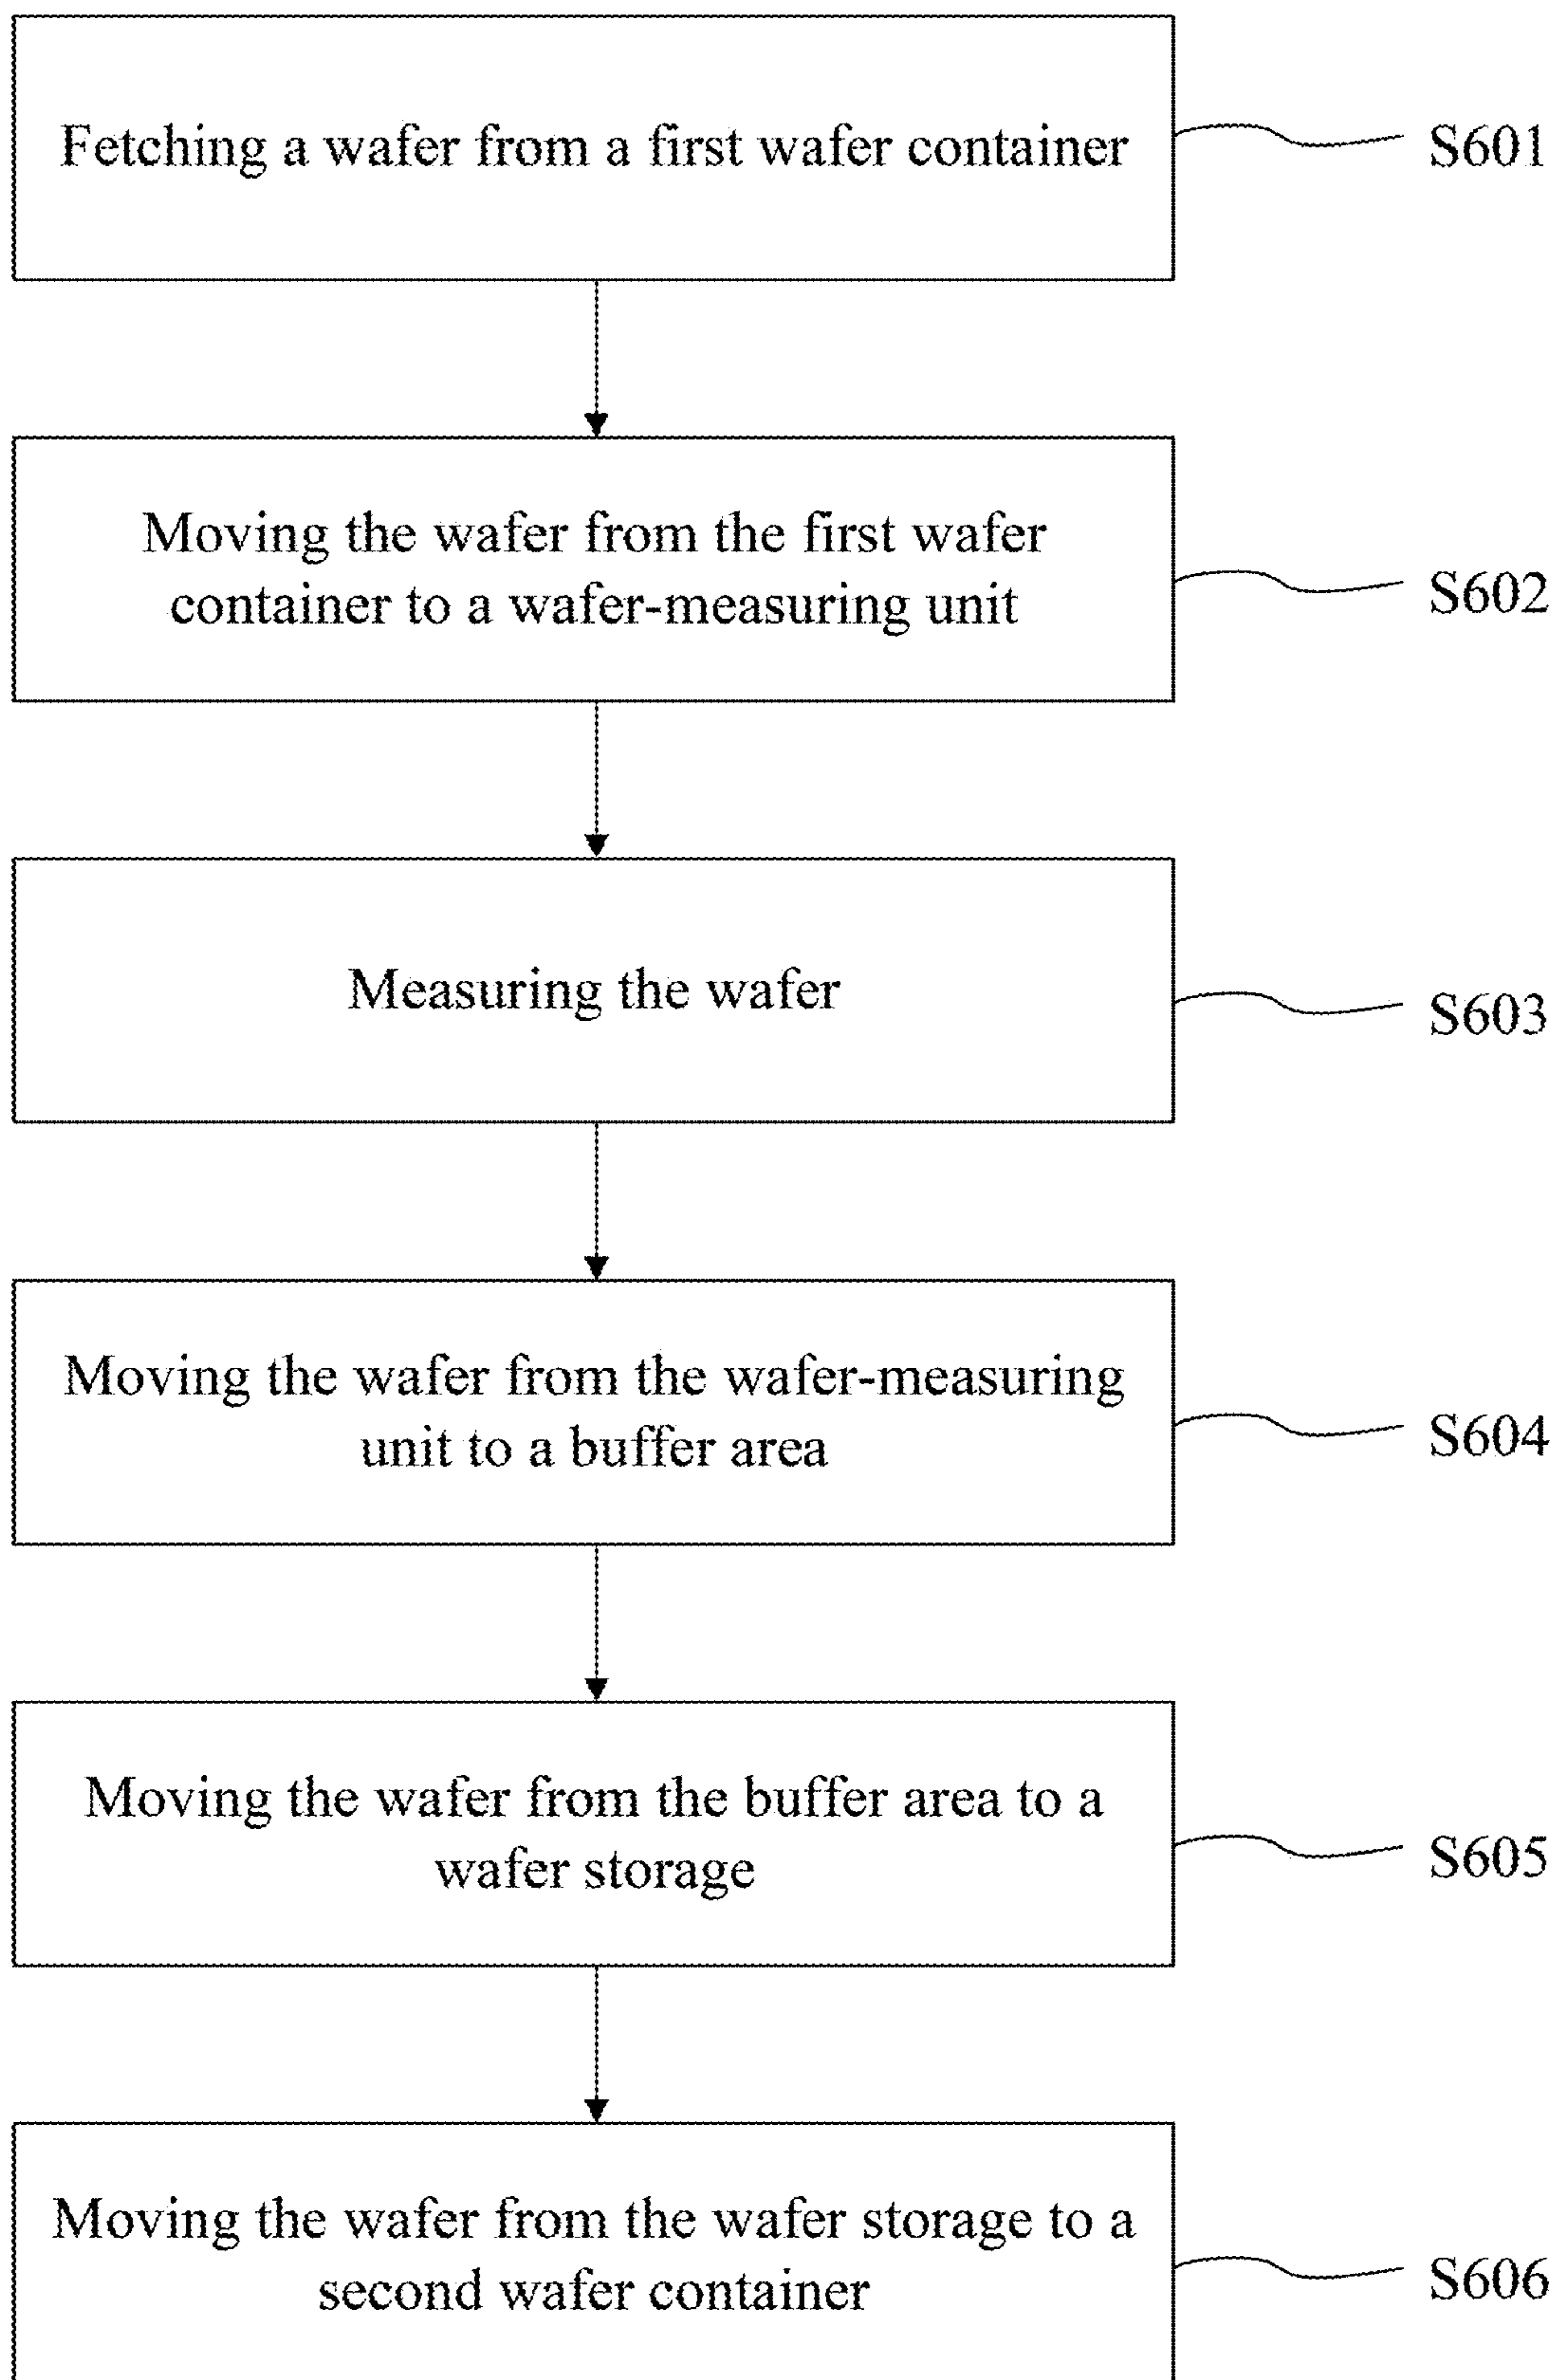 Fetching a wafer from a first wafer container
S601
Moving the wafer from the first wafer
container to a wafer-measuring unit
S602
Measuring the wafer
S603
Moving the wafer from the wafer-measuring
unit to a buffer area
S604
Moving the wafer from the buffer area to a
wafer storage
S605
Moving the wafer from the wafer storage to a
second wafer container
S606